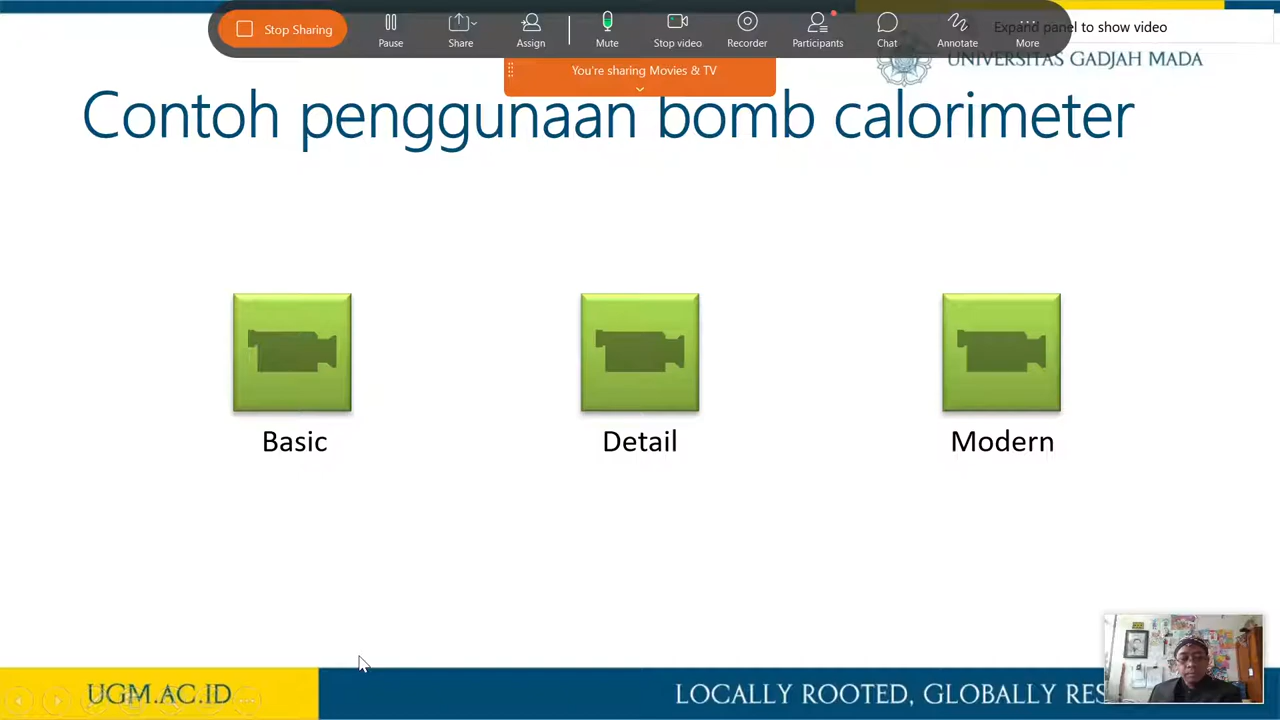 Stop Sharing
Pause
Share
Assign
Mute
Stop video
Recorder
Participants
Chat
Annotate
More
Expand panel to show video
You're sharing Movies & TV
UNIVERSITAS GADJAH MADA
Contoh penggunaan bomb calorimeter
Basic
Detail
Modern
UGM.AC.ID
LOCALLY ROOTED, GLOBALLY RES